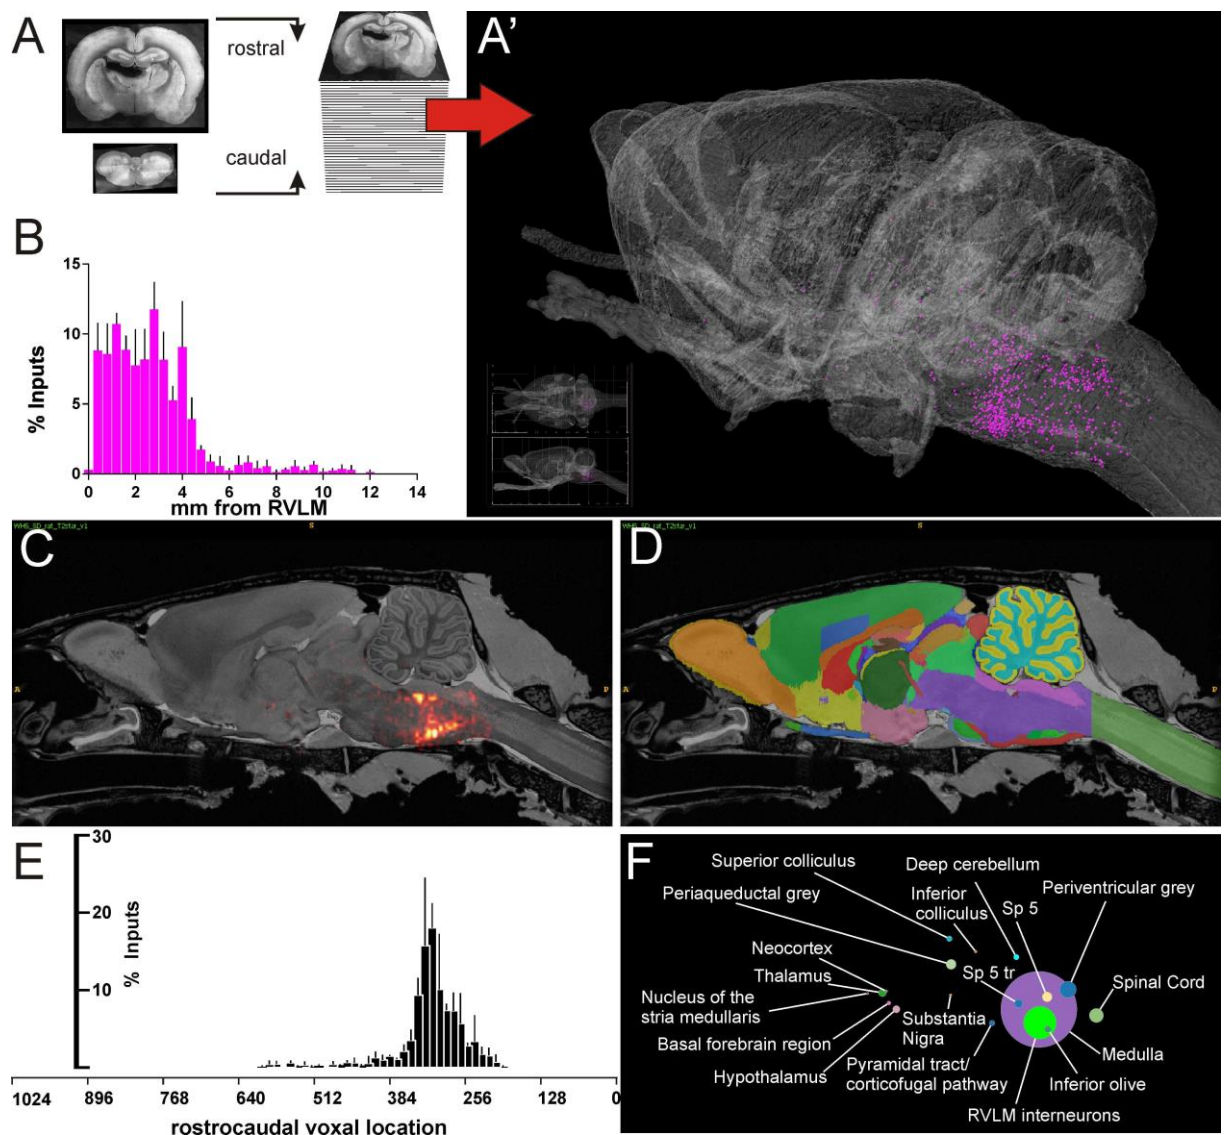 A
rostral
caudal
A'
B
15
10
5
0
% Inputs
0 2 4 6 8 10 12 14
mm from RVLM
WHS_SD_rat_T2star_v1
S
C
A
P
WHS_SD_rat_T2star_v1
S
D
A
P
E
30
20
10
% Inputs
1024 896 768 640 512 384 256 128 0
rostrocaudal voxal location
F
Superior colliculus
Deep cerebellum
Periaqueductal grey
Inferior
colliculus
Periventricular grey
Sp 5
Neocortex
Sp 5 tr
Thalamus
Spinal Cord
Nucleus of the
stria medullaris
Substantia
Nigra
Basal forebrain region
Pyramidal tract/
corticofugal pathway
Medulla
Hypothalamus
Inferior olive
RVLM interneurons